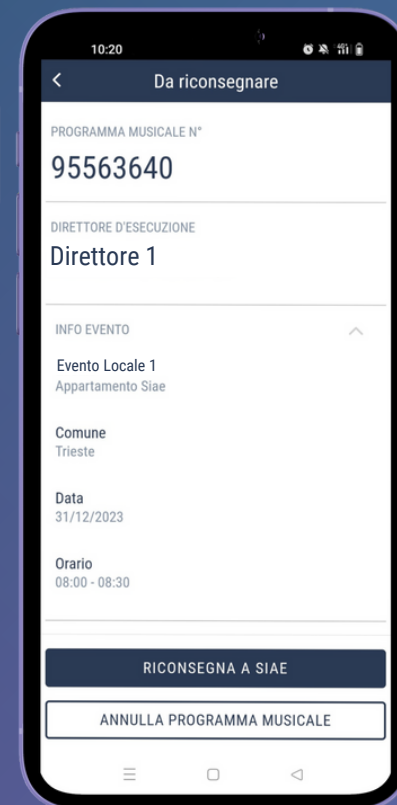 10:20
Da riconsegnare
PROGRAMMA MUSICALE N°
95563640
DIRETTORE D'ESECUZIONE
Direttore 1
INFO EVENTO
Evento Locale 1
Appartamento Siae
Comune
Trieste
Data
31/12/2023
Orario
08:00 - 08:30
RICONSEGNA A SIAE
ANNULLA PROGRAMMA MUSICALE